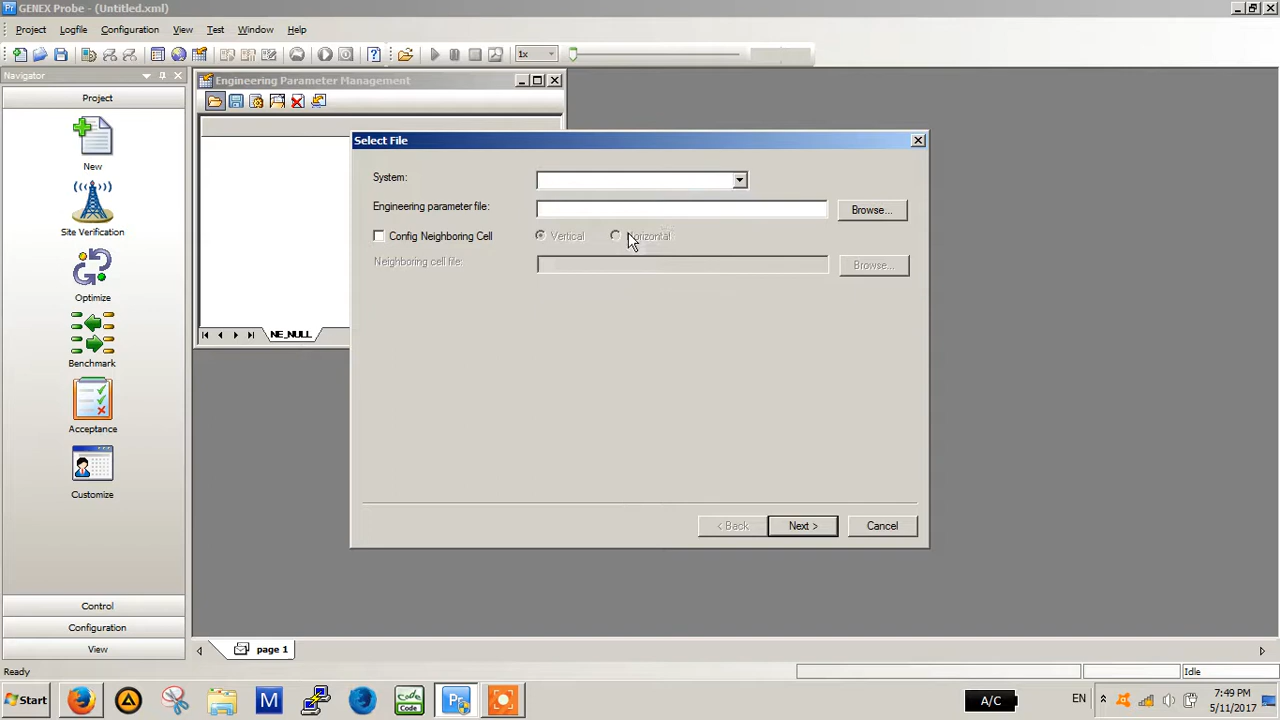 GENEX Probe - (Untitled.xml)
Project Logfile Configuration View Test Window Help
1x
Navigator
Engineering Parameter Management
Project
New
Site Verification
Optimize
Benchmark
Acceptance
Customize
NE_NULL
Select File
System:
Engineering parameter file:
Browse...
Config Neighboring Cell
Vertical
Horizontal
Neighboring cell file:
Browse...
< Back
Next >
Cancel
Control
Configuration
View
page 1
Ready
Idle
Start
M
Code
Pr
A/C
EN
7:49 PM
5/11/2017